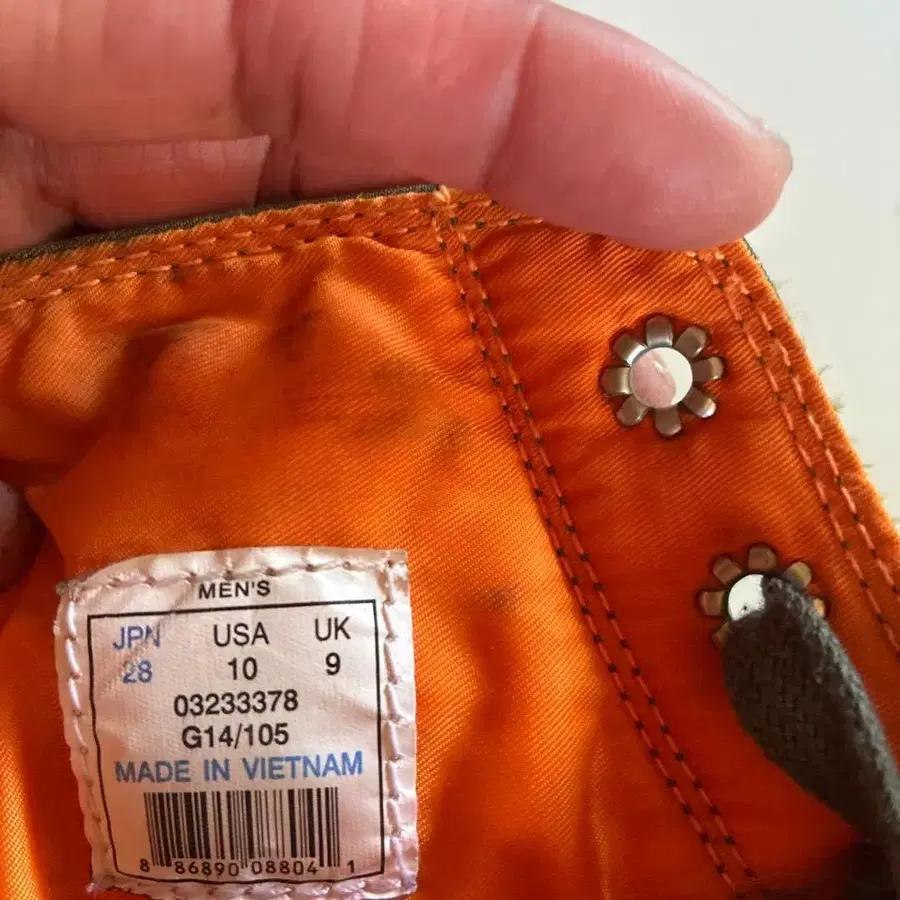 MEN'S
JPN USA UK
28 10 9
03233378
G14/105
MADE IN VIETNAM
8 86890 08804 1